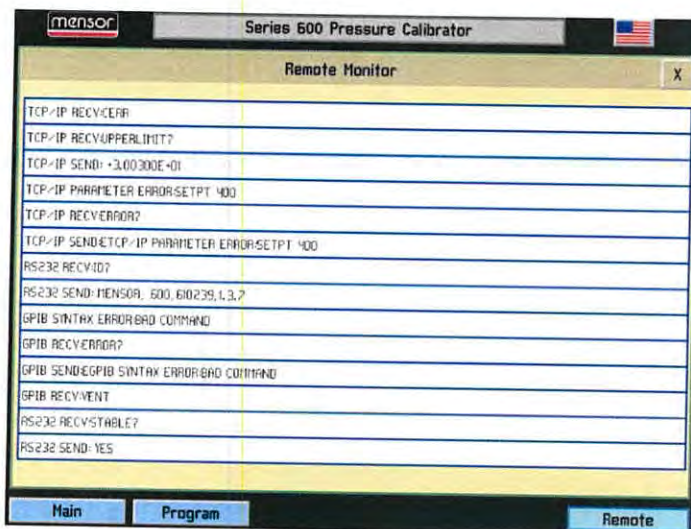 mensor
Series 600 Pressure Calibrator
Remote Monitor
X
TCP/IP RECV:CERR
TCP/IP RECV:UPPERLIMIT?
TCP/IP SEND: +3.00300E+01
TCP/IP PARAMETER ERROR:SETPT 400
TCP/IP RECV:ERROR?
TCP/IP SEND:ETCP/IP PARAMETER ERROR:SETPT 400
RS232 RECV:ID?
RS232 SEND: MENSOR, 600, 610239, 1.3.7
GPIB SYNTAX ERROR:BAD COMMAND
GPIB RECV:ERROR?
GPIB SEND:EGPIB SYNTAX ERROR:BAD COMMAND
GPIB RECV:VENT
RS232 RECV:STABLE?
RS232 SEND: YES
Main
Program
Remote